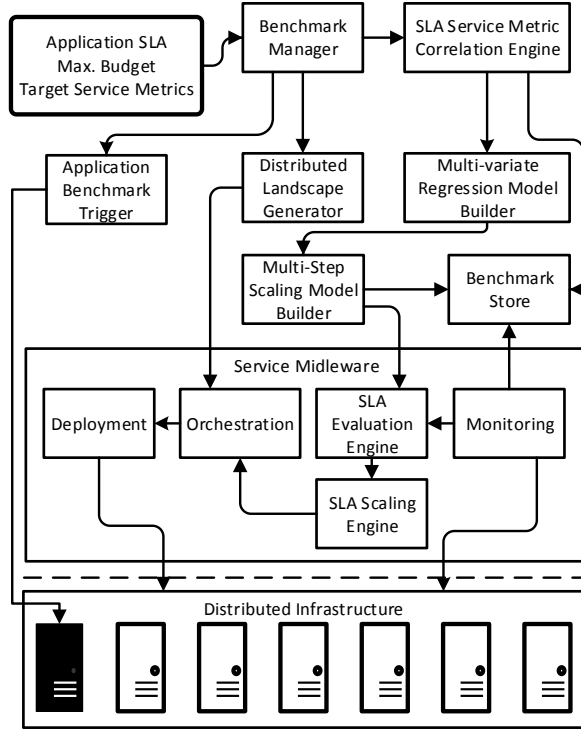 Application SLA
Max. Budget
Target Service Metrics
Benchmark
Manager
SLA Service Metric
Correlation Engine
Application
Benchmark
Trigger
Distributed
Landscape
Generator
Multi-variate
Regression Model
Builder
Multi-Step
Scaling Model
Builder
Benchmark
Store
Service Midleware
Deployment
Orchestration
SLA
Evaluation
Engine
Monitoring
SLA Scaling
Engine
Distributed Infrastructure